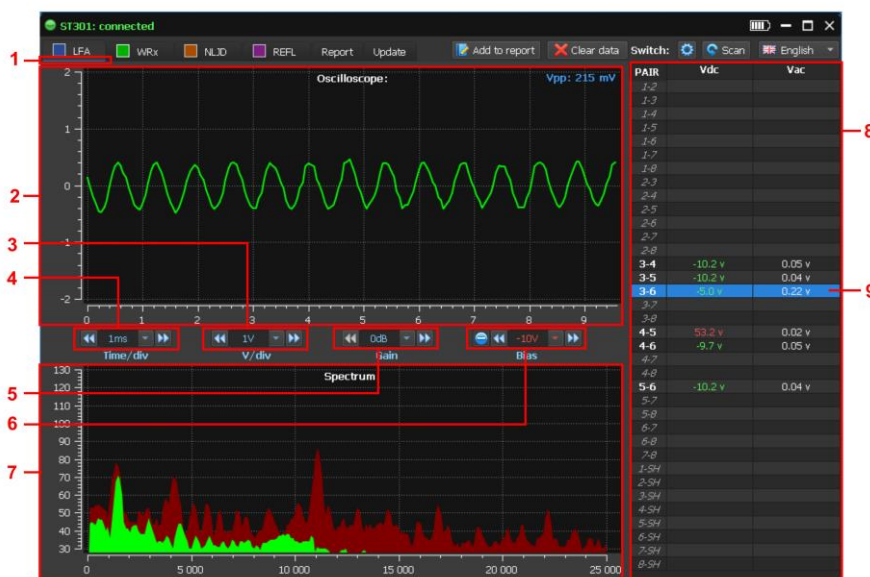 ST301: connected
LFA WRx NLJD REFL Report Update Add to report Clear data Switch: Scan English
1
Oscilloscope: Vpp: 215 mV
2
1
0
-1
-2
0 1 2 3 4 5 6 7 8 9
2
3
4
1ms 1V 0dB -10V
Time/div V/div Gain Bias
5
6
7
Spectrum
130
120
110
100
90
80
70
60
50
40
30
0 5 000 10 000 15 000 20 000 25 000
PAIR Vdc Vac
1-2
1-3
1-4
1-5
1-6
1-7
1-8
2-3
2-4
2-5
2-6
2-7
2-8
3-4 -10.2 v 0.05 v
3-5 -10.2 v 0.04 v
3-6 -5.0 v 0.22 v
3-7
3-8
4-5 53.2 v 0.02 v
4-6 -9.7 v 0.05 v
4-7
4-8
5-6 -10.2 v 0.04 v
5-7
5-8
6-7
6-8
7-8
1-SH
2-SH
3-SH
4-SH
5-SH
6-SH
7-SH
8-SH
8
9